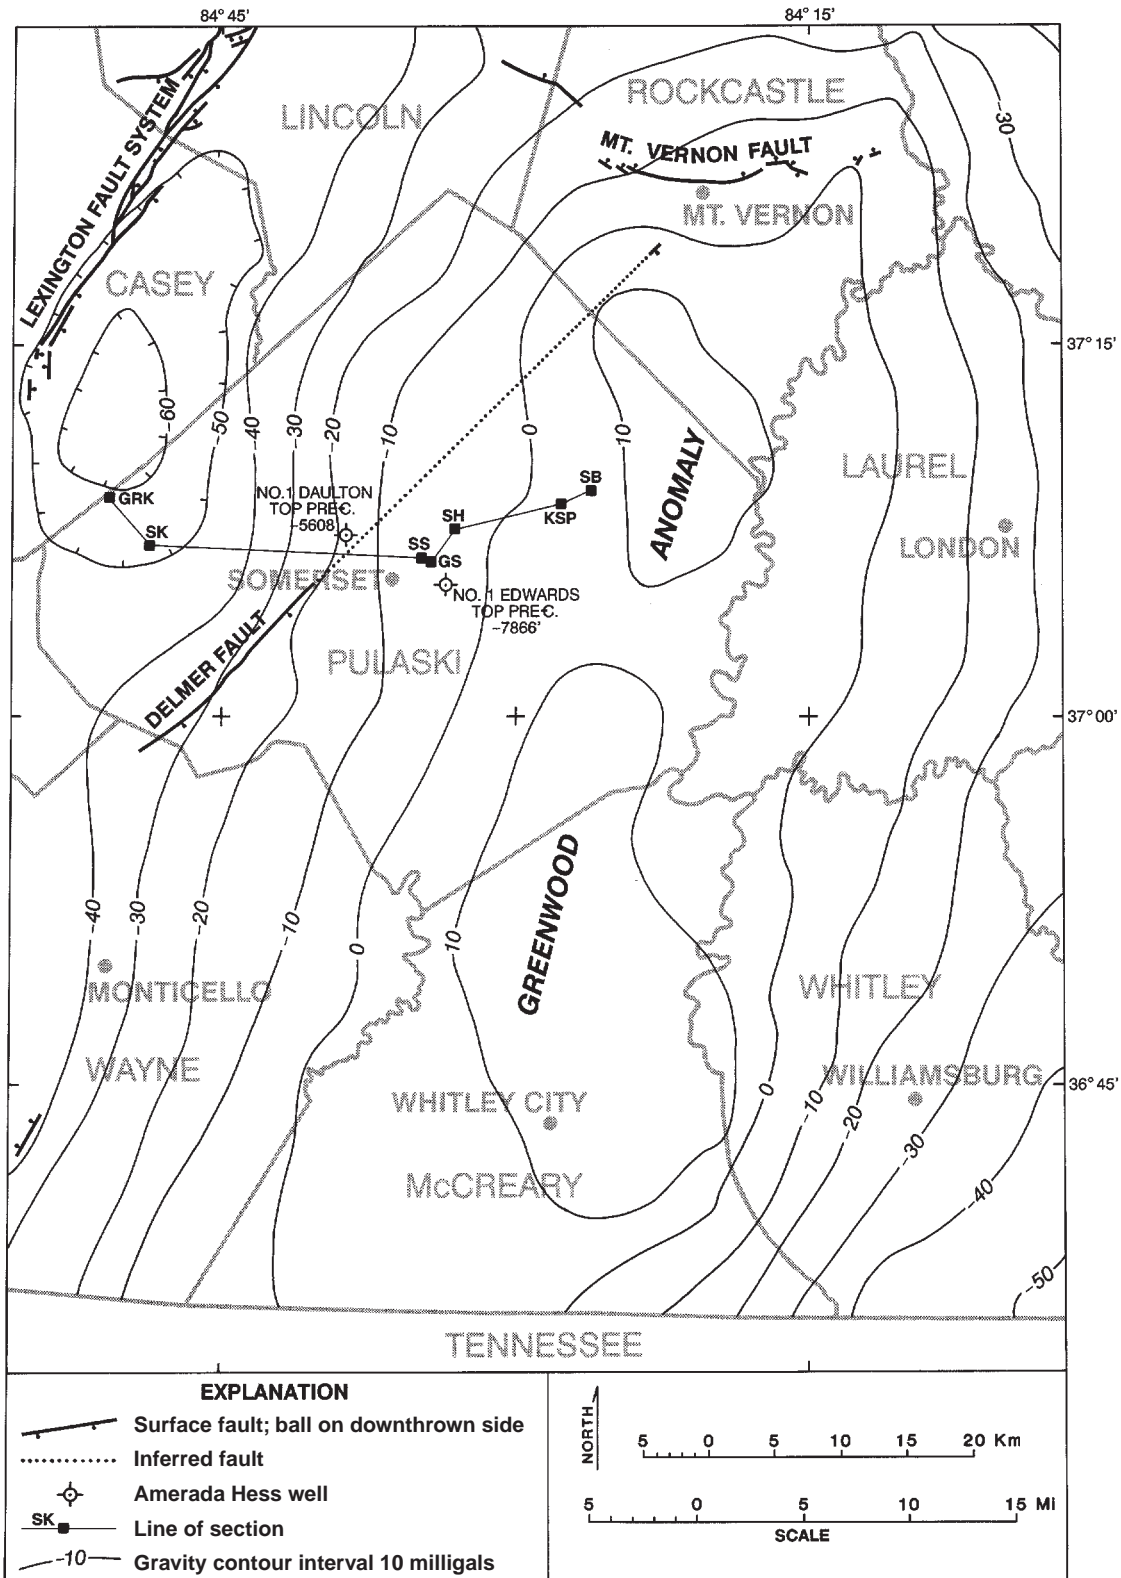 84° 45'
84° 15'
LINCOLN
ROCKCASTLE
-30
LEXINGTON FAULT SYSTEM
MT. VERNON FAULT
MT. VERNON
CASEY
37° 15'
-60
-50
-40
-30
-20
-10
0
10
ANOMALY
LAUREL
LONDON
GRK
SK
NO.1 DAULTON
TOP PRE-Є.
-5608'
SS
GS
SH
KSP
SB
SOMERSET
NO. 1 EDWARDS
TOP PRE-Є.
-7866'
PULASKI
DELMER FAULT
37° 00'
GREENWOOD
-40
-30
-20
-10
0
10
MONTICELLO
WAYNE
WHITLEY
WILLIAMSBURG
36° 45'
WHITLEY CITY
McCREARY
0
-10
-20
-30
-40
-50
TENNESSEE
EXPLANATION
Surface fault; ball on downthrown side
Inferred fault
Amerada Hess well
SK
Line of section
-10
Gravity contour interval 10 milligals
NORTH
5 0 5 10 15 20 Km
5 0 5 10 15 Mi
SCALE